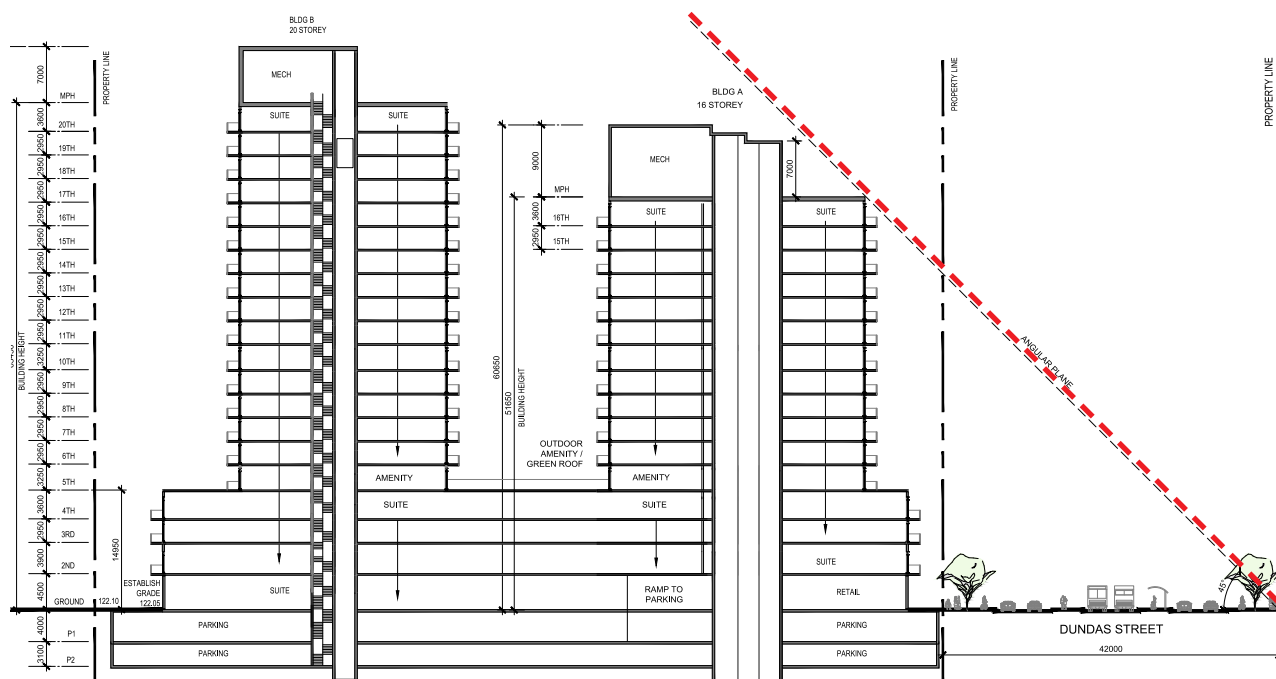 BLDG B
20 STOREY
PROPERTY LINE
7000
MPH
3600
20TH
2950
19TH
2950
18TH
2950
17TH
2950
16TH
2950
15TH
2950
14TH
2950
13TH
2950
12TH
2950
11TH
3250
10TH
2950
9TH
2950
8TH
2950
7TH
2950
6TH
3250
5TH
3600
4TH
2950
3RD
3900
2ND
4500
GROUND
4000
P1
3100
P2
BUILDING HEIGHT
14950
122.10
ESTABLISH
GRADE
122.05
MECH
SUITE
SUITE
AMENITY
SUITE
SUITE
PARKING
PARKING
BLDG A
16 STOREY
9000
MPH
3600
16TH
2950
15TH
60650
51650
BUILDING HEIGHT
MECH
7000
SUITE
SUITE
OUTDOOR
AMENITY /
GREEN ROOF
AMENITY
SUITE
SUITE
RAMP TO
PARKING
RETAIL
PARKING
PARKING
PROPERTY LINE
PROPERTY LINE
ANGULAR PLANE
45°
DUNDAS STREET
42000